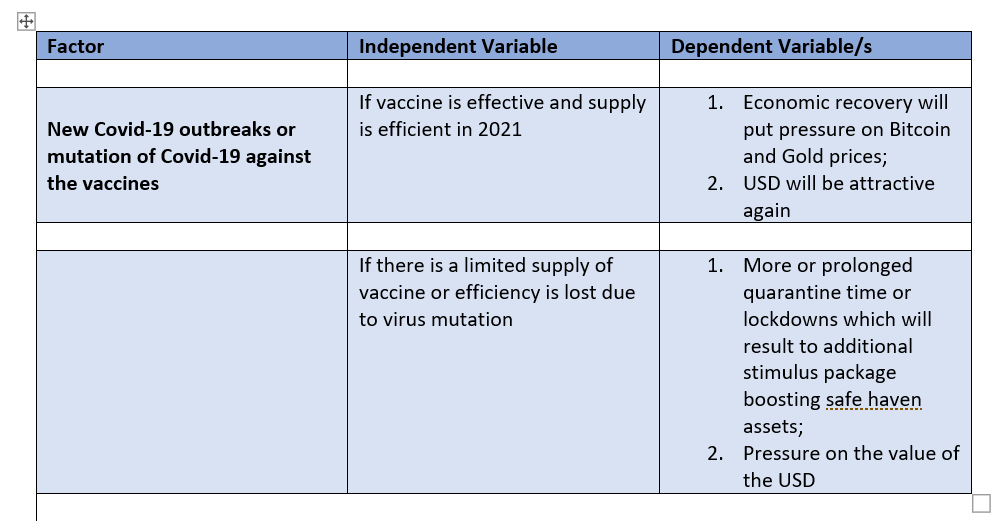 Factor
Independent Variable
Dependent Variable/s
New Covid-19 outbreaks or
mutation of Covid-19 against
the vaccines
If vaccine is effective and supply
is efficient in 2021
1. Economic recovery will
put pressure on Bitcoin
and Gold prices;
2. USD will be attractive
again
If there is a limited supply of
vaccine or efficiency is lost due
to virus mutation
1. More or prolonged
quarantine time or
lockdowns which will
result to additional
stimulus package
boosting safe haven
assets;
2. Pressure on the value of
the USD